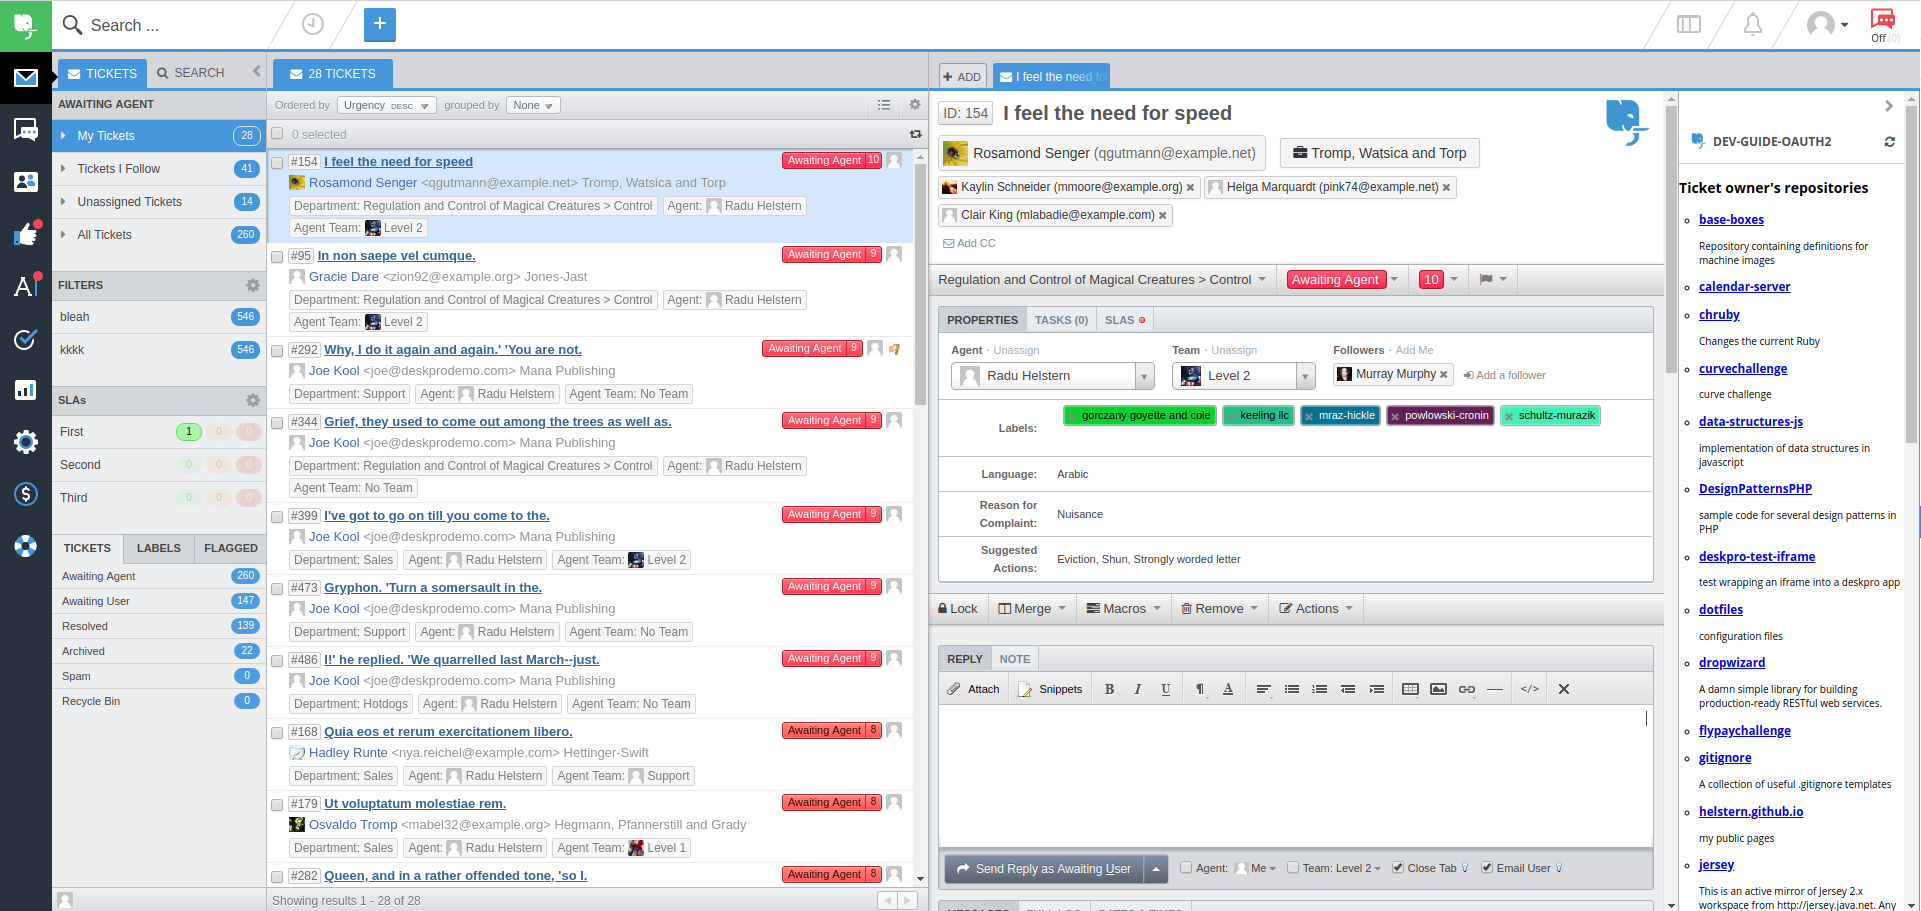 Search ...
+
Off (0)
TICKETS
SEARCH
AWAITING AGENT
My Tickets 28
Tickets I Follow 41
Unassigned Tickets 14
All Tickets 260
FILTERS
bleah 546
kkkk 546
SLAs
First 1 0 0
Second 0 0 0
Third 0 0 0
TICKETS LABELS FLAGGED
Awaiting Agent 260
Awaiting User 147
Resolved 139
Archived 22
Spam 0
Recycle Bin 0
28 TICKETS
Ordered by Urgency DESC grouped by None
0 selected
#154 I feel the need for speed Awaiting Agent 10
Rosamond Senger <qgutmann@example.net> Tromp, Watsica and Torp
Department: Regulation and Control of Magical Creatures > Control Agent: Radu Helstern
Agent Team: Level 2
#95 In non saepe vel cumque. Awaiting Agent 9
Gracie Dare <zion92@example.org> Jones-Jast
Department: Regulation and Control of Magical Creatures > Control Agent: Radu Helstern
Agent Team: Level 2
#292 Why, I do it again and again.' 'You are not. Awaiting Agent 9
Joe Kool <joe@deskprodemo.com> Mana Publishing
Department: Support Agent: Radu Helstern Agent Team: No Team
#344 Grief, they used to come out among the trees as well as. Awaiting Agent 9
Joe Kool <joe@deskprodemo.com> Mana Publishing
Department: Regulation and Control of Magical Creatures > Control Agent: Radu Helstern
Agent Team: No Team
#399 I've got to go on till you come to the. Awaiting Agent 9
Joe Kool <joe@deskprodemo.com> Mana Publishing
Department: Sales Agent: Radu Helstern Agent Team: Level 2
#473 Gryphon. 'Turn a somersault in the. Awaiting Agent 9
Joe Kool <joe@deskprodemo.com> Mana Publishing
Department: Support Agent: Radu Helstern Agent Team: No Team
#486 I!' he replied. 'We quarrelled last March--just. Awaiting Agent 9
Joe Kool <joe@deskprodemo.com> Mana Publishing
Department: Hotdogs Agent: Radu Helstern Agent Team: No Team
#168 Quia eos et rerum exercitationem libero. Awaiting Agent 8
Hadley Runte <nya.reichel@example.com> Hettinger-Swift
Department: Sales Agent: Radu Helstern Agent Team: Support
#179 Ut voluptatum molestiae rem. Awaiting Agent 8
Osvaldo Tromp <mabel32@example.org> Hegmann, Pfannerstill and Grady
Department: Sales Agent: Radu Helstern Agent Team: Level 1
#282 Queen, and in a rather offended tone, 'so I. Awaiting Agent 8
Showing results 1 - 28 of 28
+ ADD
I feel the need fo
ID: 154 I feel the need for speed
Rosamond Senger (qgutmann@example.net) Tromp, Watsica and Torp
Kaylin Schneider (mmoore@example.org) Helga Marquardt (pink74@example.net)
Clair King (mlabadie@example.com)
Add CC
Regulation and Control of Magical Creatures > Control Awaiting Agent 10
PROPERTIES TASKS (0) SLAS
Agent · Unassign Team · Unassign Followers · Add Me
Radu Helstern Level 2 Murray Murphy Add a follower
Labels: gorczany goyette and cole keeling llc mraz-hickle powlowski-cronin schultz-murazik
Language: Arabic
Reason for Complaint: Nuisance
Suggested Actions: Eviction, Shun, Strongly worded letter
Lock Merge Macros Remove Actions
REPLY NOTE
Attach Snippets B I U ¶ A </>
Send Reply as Awaiting User Agent: Me Team: Level 2 Close Tab Email User
DEV-GUIDE-OAUTH2
Ticket owner's repositories
base-boxes
Repository containing definitions for
machine images
calendar-server
chruby
Changes the current Ruby
curvechallenge
curve challenge
data-structures-js
implementation of data structures in
javascript
DesignPatternsPHP
sample code for several design patterns in
PHP
deskpro-test-iframe
test wrapping an iframe into a deskpro app
dotfiles
configuration files
dropwizard
A damn simple library for building
production-ready RESTful web services.
flypaychallenge
gitignore
A collection of useful .gitignore templates
helstern.github.io
my public pages
jersey
This is an active mirror of Jersey 2.x
workspace from http://jersey.java.net. Any